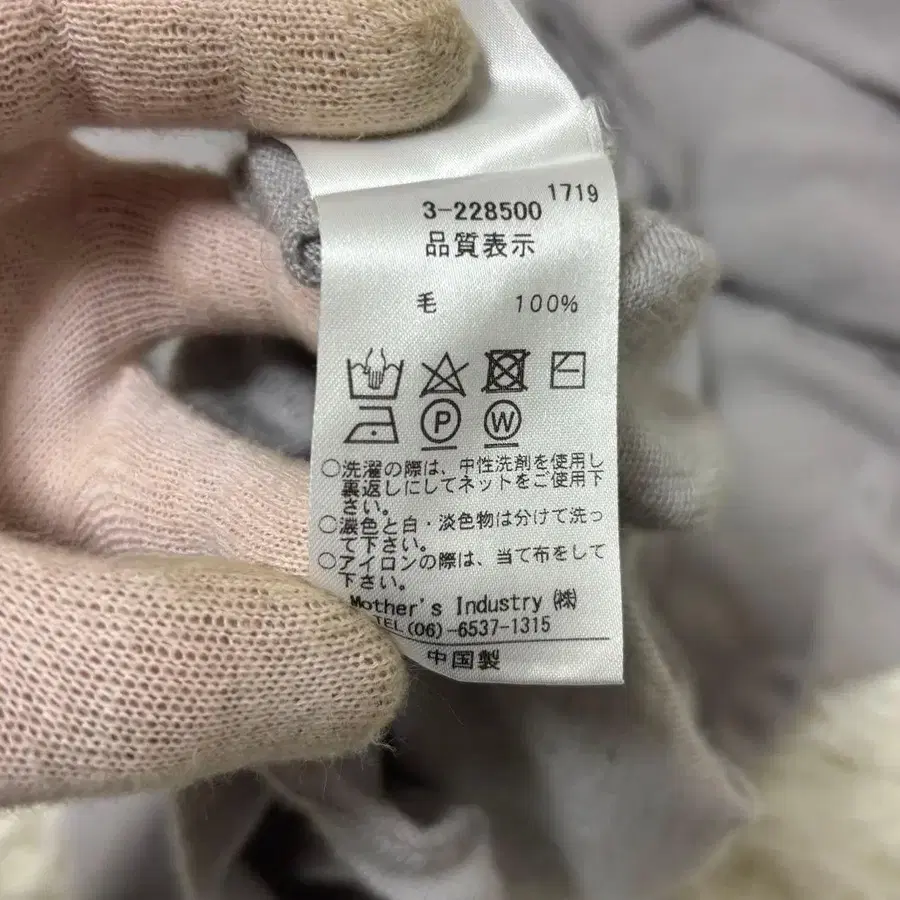 1719
3-228500
品質表示
毛 100%
P W
○洗濯の際は、中性洗剤を使用し
裏返しにしてネットをご使用下
さい。
○濃色と白・淡色物は分けて洗っ
て下さい。
○アイロンの際は、当て布をして
下さい。
Mother's Industry ㈱
TEL(06)-6537-1315
中国製